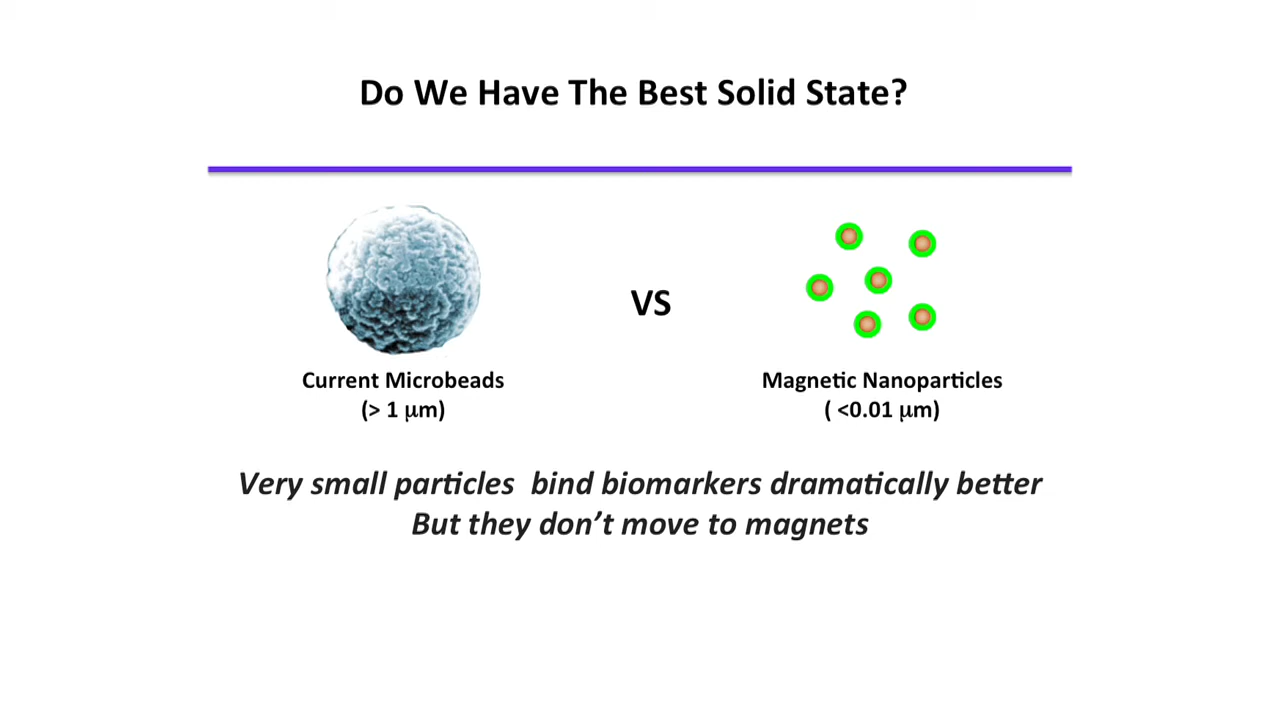 Do We Have The Best Solid State?
VS
Current Microbeads
(> 1 μm)
Magnetic Nanoparticles
( <0.01 μm)
Very small particles  bind biomarkers dramatically better
But they don’t move to magnets